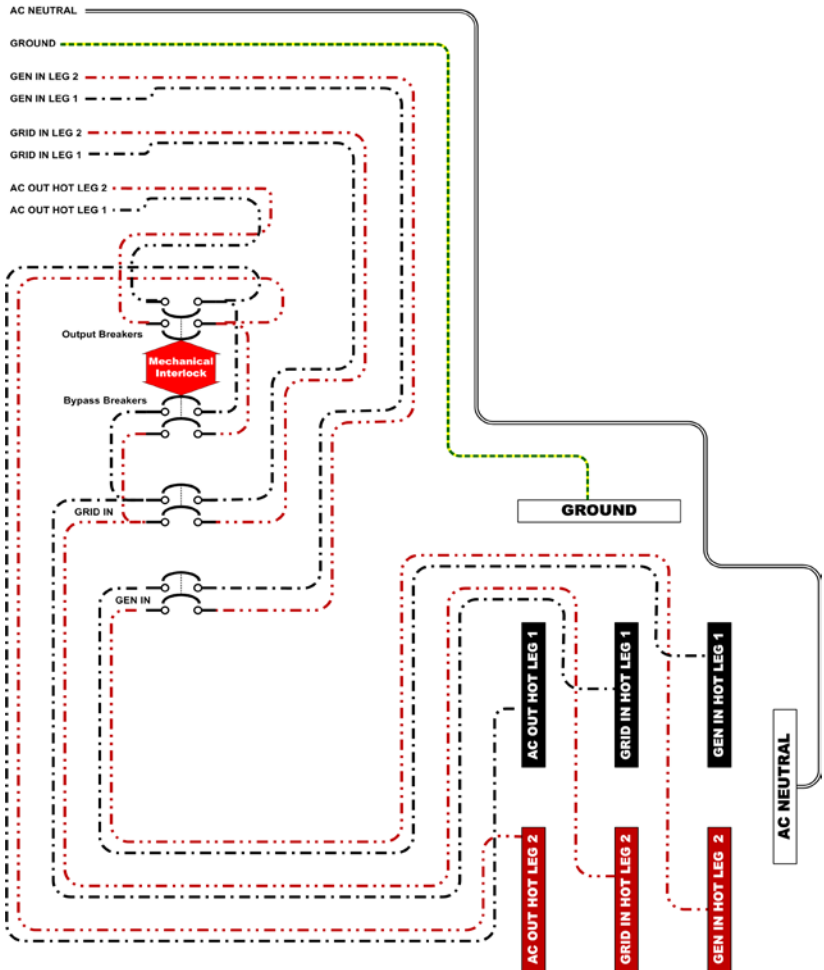 AC NEUTRAL
GROUND
GEN IN LEG 2
GEN IN LEG 1
GRID IN LEG 2
GRID IN LEG 1
AC OUT HOT LEG 2
AC OUT HOT LEG 1
Output Breakers
Mechanical
Interlock
Bypass Breakers
GRID IN
GROUND
GEN IN
AC OUT HOT LEG 1
GRID IN HOT LEG 1
GEN IN HOT LEG 1
AC NEUTRAL
AC OUT HOT LEG 2
GRID IN HOT LEG 2
GEN IN HOT LEG 2